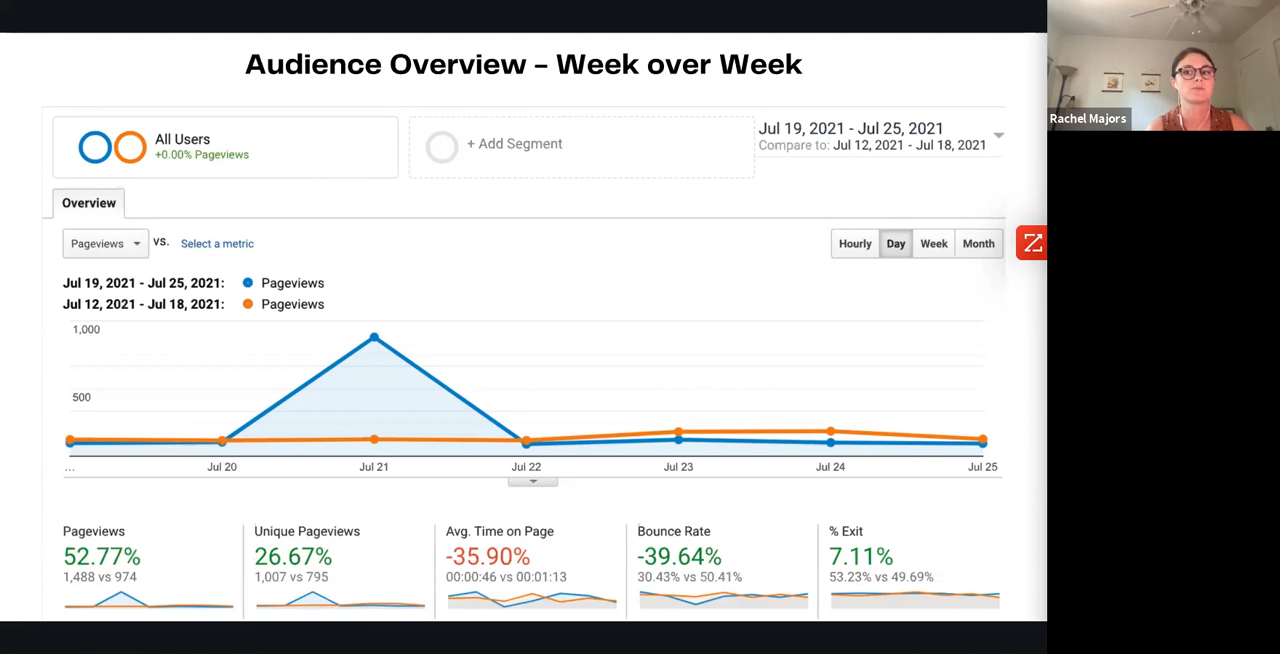 Audience Overview – Week over Week
Rachel Majors
All Users
+0.00% Pageviews
+ Add Segment
Jul 19, 2021 - Jul 25, 2021
Compare to: Jul 12, 2021 - Jul 18, 2021
Overview
Pageviews vs. Select a metric
Hourly Day Week Month
Jul 19, 2021 - Jul 25, 2021: Pageviews
Jul 12, 2021 - Jul 18, 2021: Pageviews
1,000
500
... Jul 20 Jul 21 Jul 22 Jul 23 Jul 24 Jul 25
Pageviews
52.77%
1,488 vs 974
Unique Pageviews
26.67%
1,007 vs 795
Avg. Time on Page
-35.90%
00:00:46 vs 00:01:13
Bounce Rate
-39.64%
30.43% vs 50.41%
% Exit
7.11%
53.23% vs 49.69%